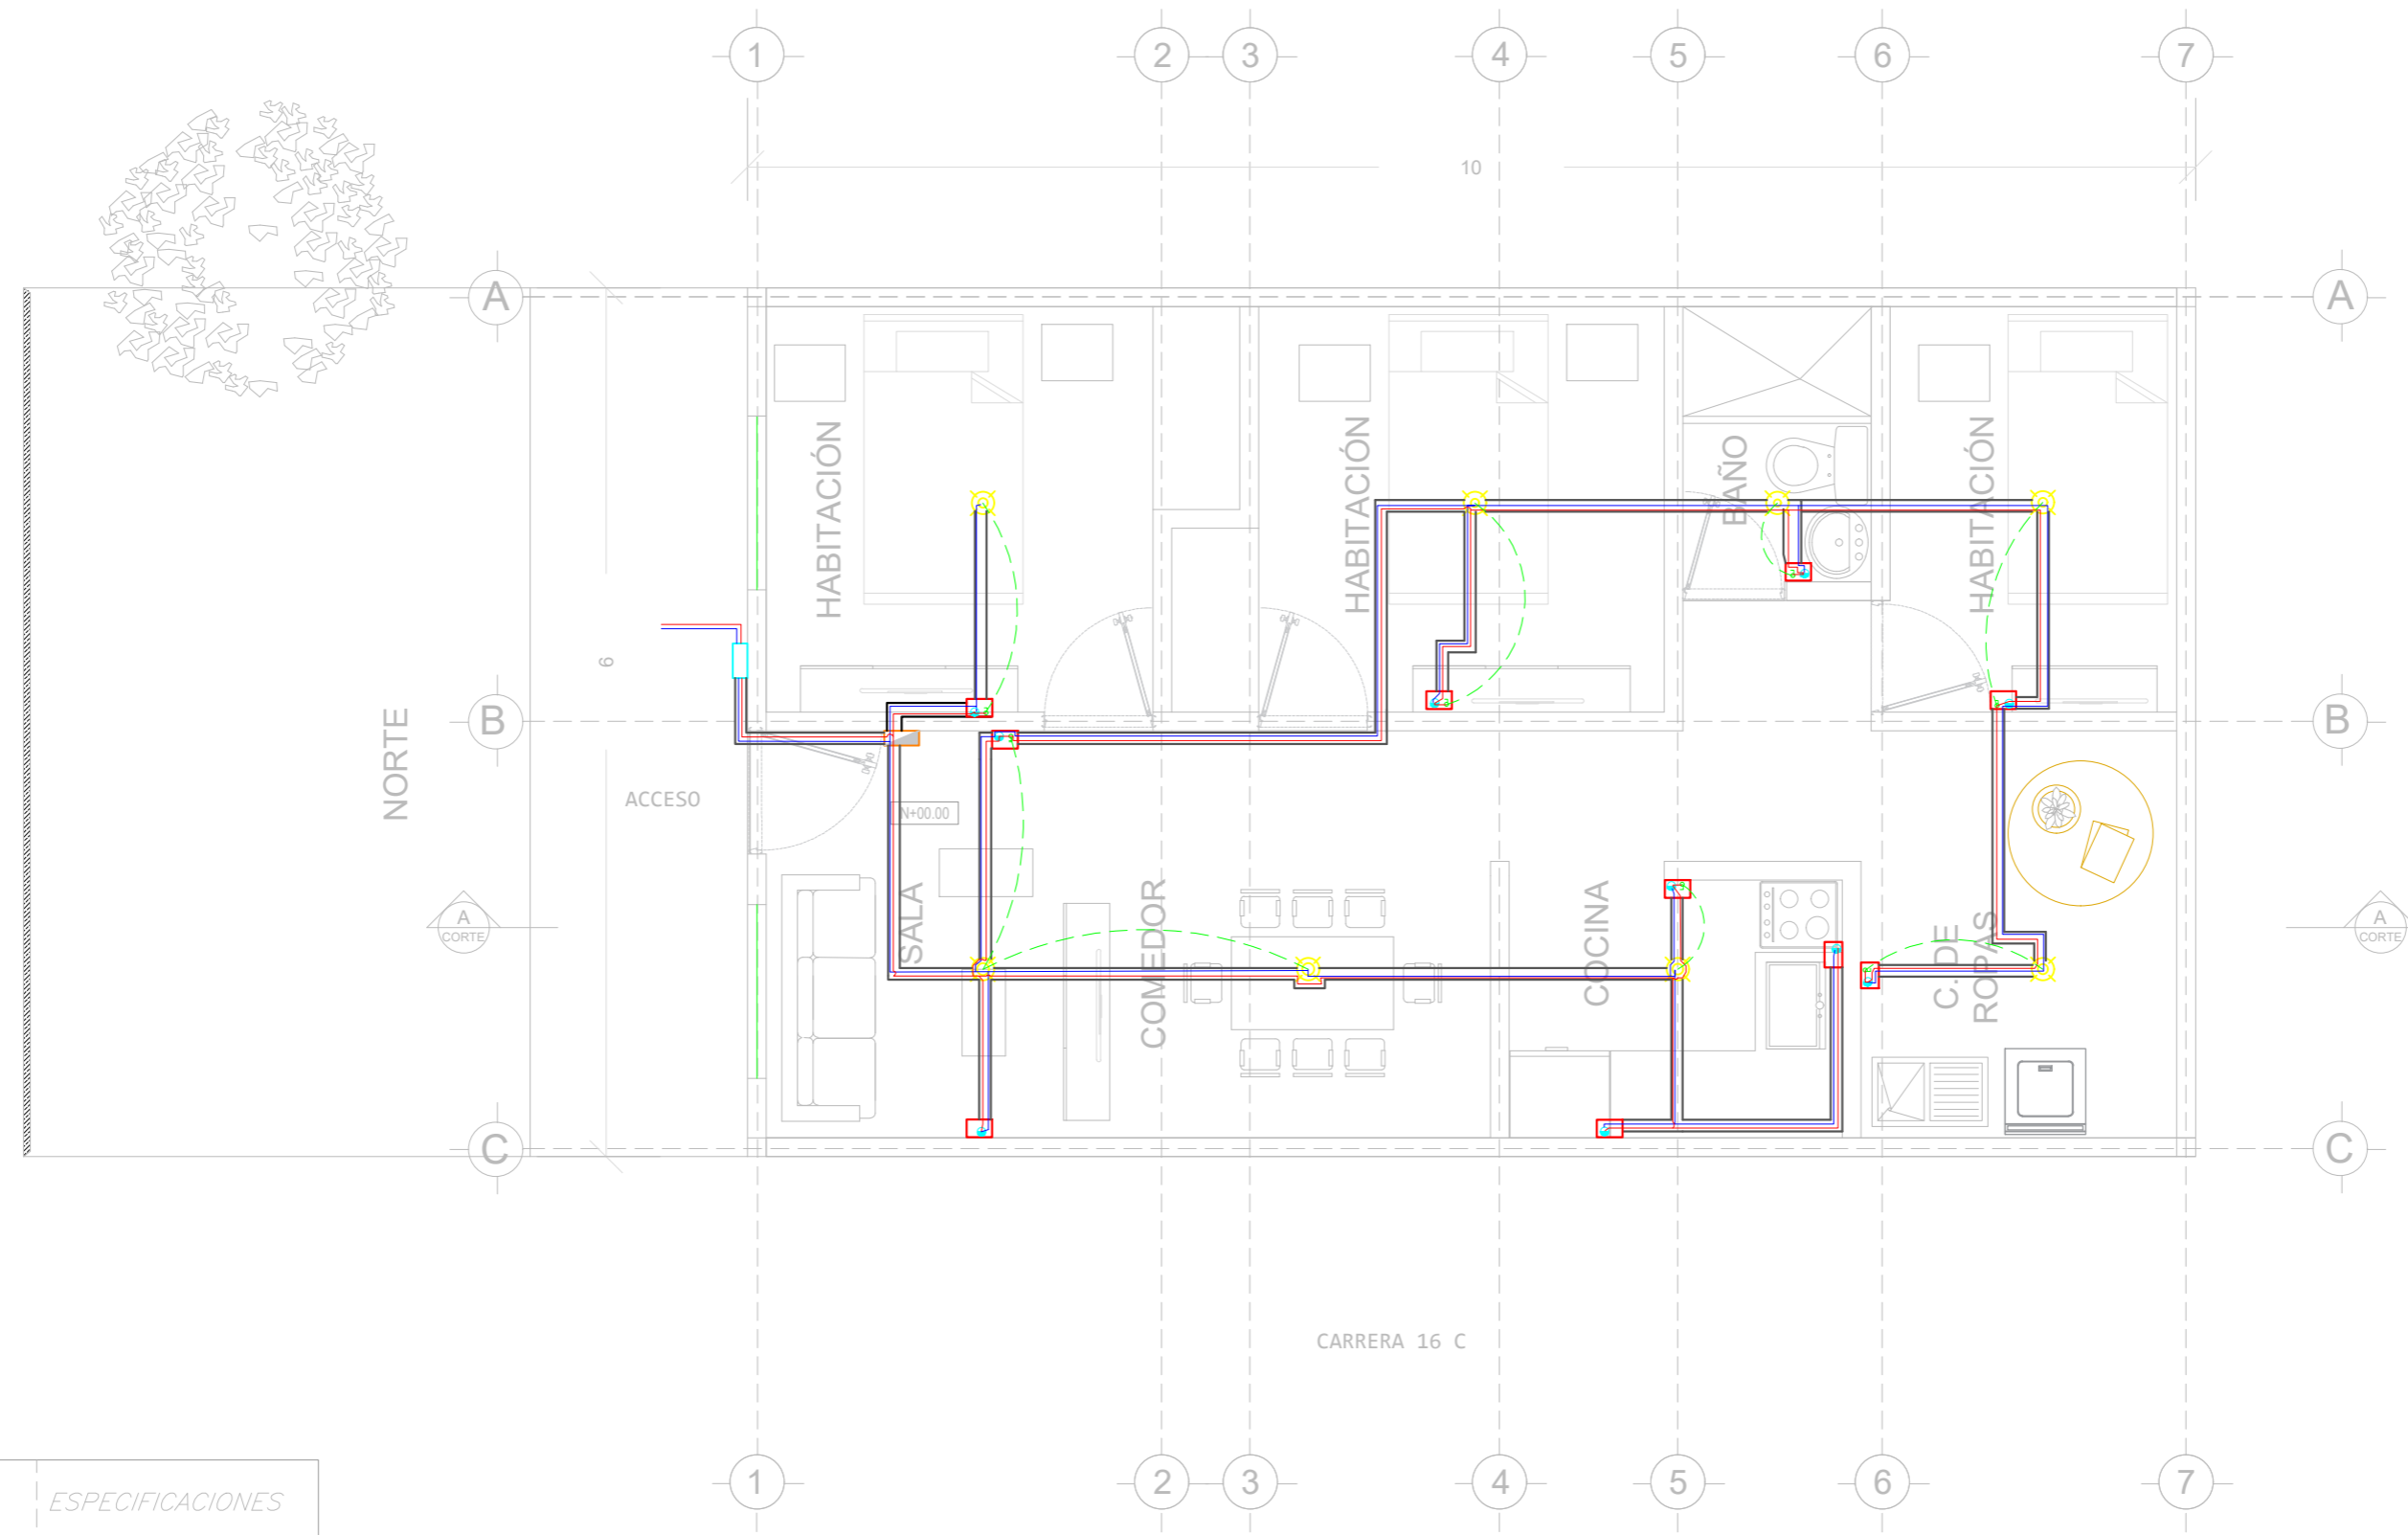 1
2
3
4
5
6
7
10
A
A
HABITACIÓN
HABITACIÓN
BAÑO
HABITACIÓN
6
B
B
NORTE
ACCESO
N+00.00
SALA
COMEDOR
COCINA
C. DE
ROPAS
A
CORTE
A
CORTE
C
C
CARRERA 16 C
1
2
3
4
5
6
7
ESPECIFICACIONES